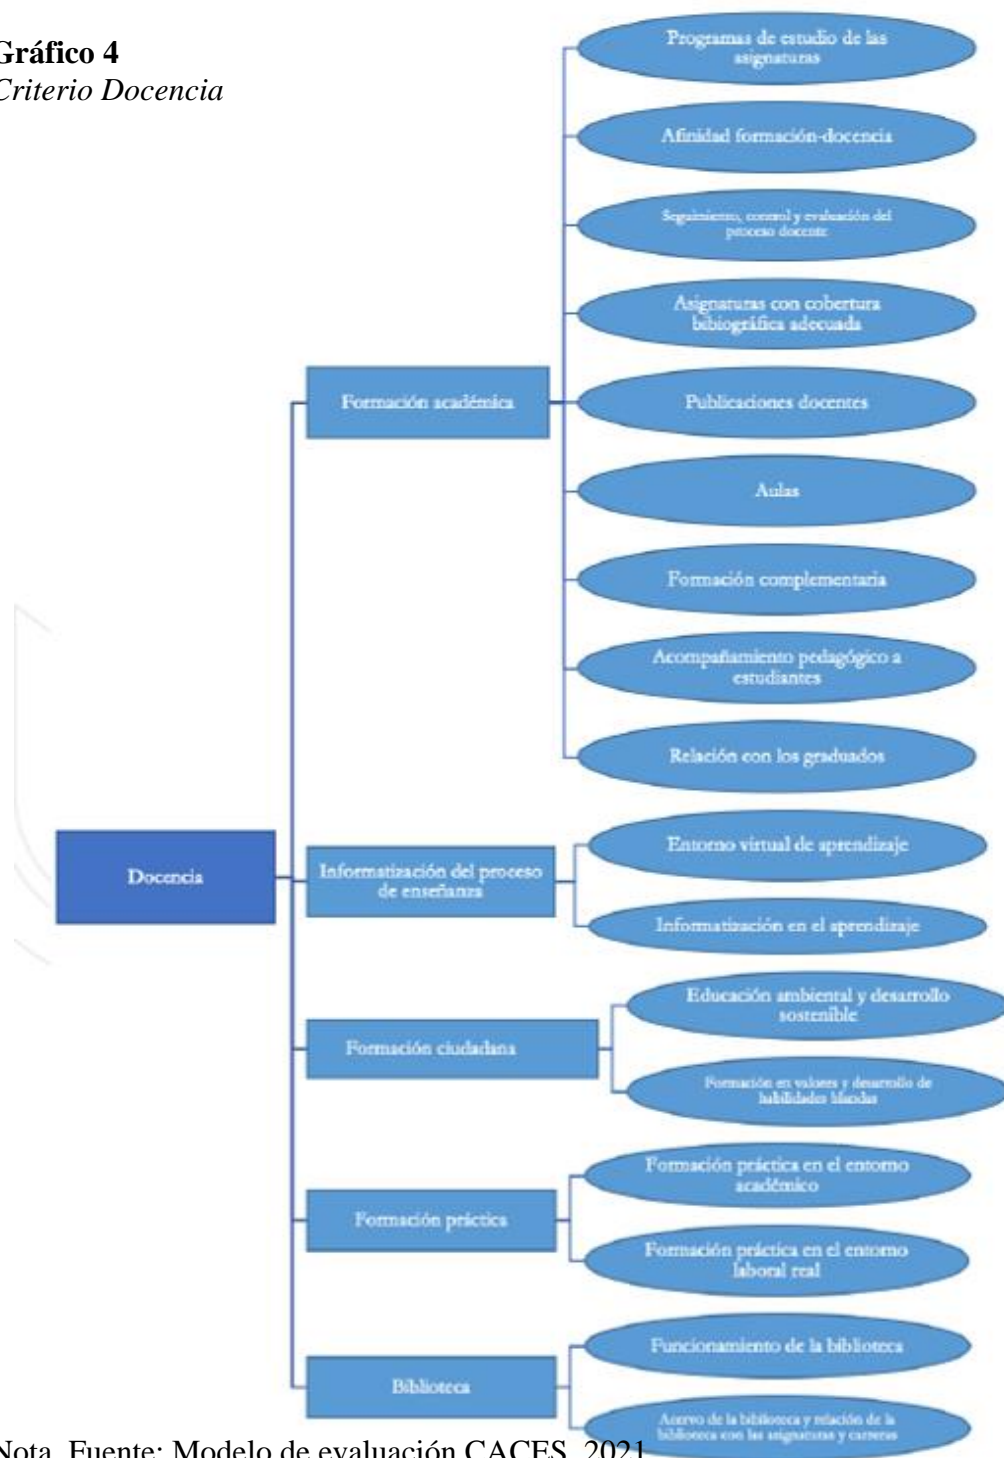 Gráfico 4
Criterio Docencia
Programas de estudio de las
asignaturas
Afinidad formación-docencia
Seguimiento, control y evaluación del
proceso docente
Asignaturas con cobertura
bibiográfica adecuada
Formación académica
Publicaciones docentes
Aulas
Formación complementaria
Acompañamiento pedagógico a
estudiantes
Relación con los graduados
Docencia
Informatización del proceso
de enseñanza
Entorno virtual de aprendizaje
Informatización en el aprendizaje
Formación ciudadana
Educación ambiental y desarrollo
sostenible
Formación en valores y desarrollo de
habilidades blandas
Formación práctica
Formación práctica en el entorno
académico
Formación práctica en el entorno
laboral real
Biblioteca
Funcionamiento de la biblioteca
Acervo de la biblioteca y relación de la
biblioteca con las asignaturas y carreras
Nota. Fuente: Modelo de evaluación CACES, 2021